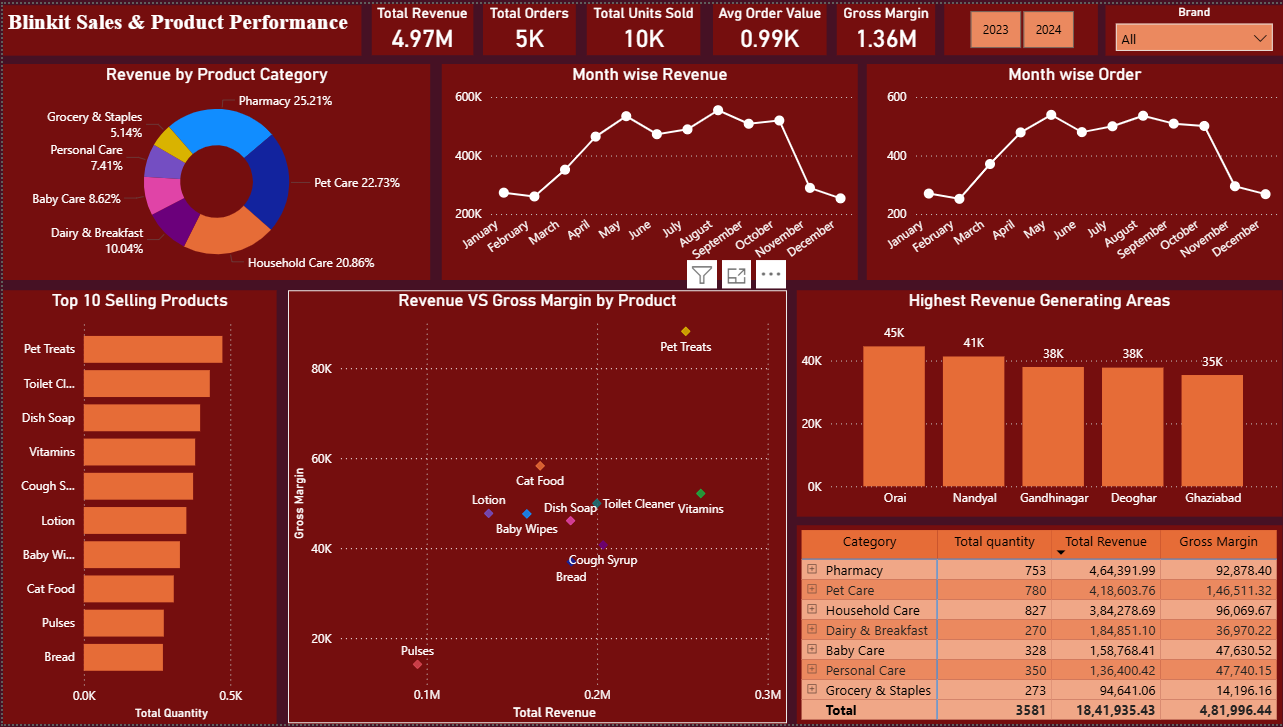 Blinkit Sales & Product Performance
Total Revenue
4.97M
Total Orders
5K
Total Units Sold
10K
Avg Order Value
0.99K
Gross Margin
1.36M
2023
2024
Brand
All
Revenue by Product Category
Pharmacy 25.21%
Pet Care 22.73%
Household Care 20.86%
Dairy & Breakfast
10.04%
Baby Care 8.62%
Personal Care
7.41%
Grocery & Staples
5.14%
Month wise Revenue
600K
400K
200K
January
February
March
April
May
June
July
August
September
October
November
December
Month wise Order
600
400
200
January
February
March
April
May
June
July
August
September
October
November
December
Top 10 Selling Products
Pet Treats
Toilet Cl...
Dish Soap
Vitamins
Cough S...
Lotion
Baby Wi...
Cat Food
Pulses
Bread
0.0K
0.5K
Total Quantity
Revenue VS Gross Margin by Product
Gross Margin
80K
60K
40K
20K
Pet Treats
Cat Food
Lotion
Baby Wipes
Dish Soap
Toilet Cleaner
Vitamins
Cough Syrup
Bread
Pulses
0.1M
0.2M
0.3M
Total Revenue
Highest Revenue Generating Areas
40K
20K
0K
45K
41K
38K
38K
35K
Orai
Nandyal
Gandhinagar
Deoghar
Ghaziabad
Category Total quantity Total Revenue Gross Margin
Pharmacy 753 4,64,391.99 92,878.40
Pet Care 780 4,18,603.76 1,46,511.32
Household Care 827 3,84,278.69 96,069.67
Dairy & Breakfast 270 1,84,851.10 36,970.22
Baby Care 328 1,58,768.41 47,630.52
Personal Care 350 1,36,400.42 47,740.15
Grocery & Staples 273 94,641.06 14,196.16
Total 3581 18,41,935.43 4,81,996.44